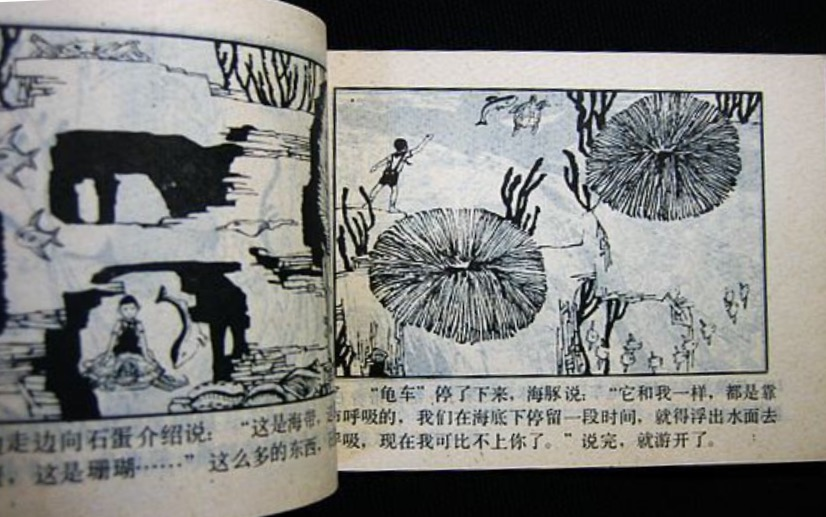 走边向石蛋介绍说：“这是海带，
，这是珊瑚……”这么多的东西，
“龟车”停了下来，海豚说：“它和我一样，都是靠
呼吸的，我们在海底下停留一段时间，就得浮出水面去
呼吸，现在我可比不上你了。”说完，就游开了。